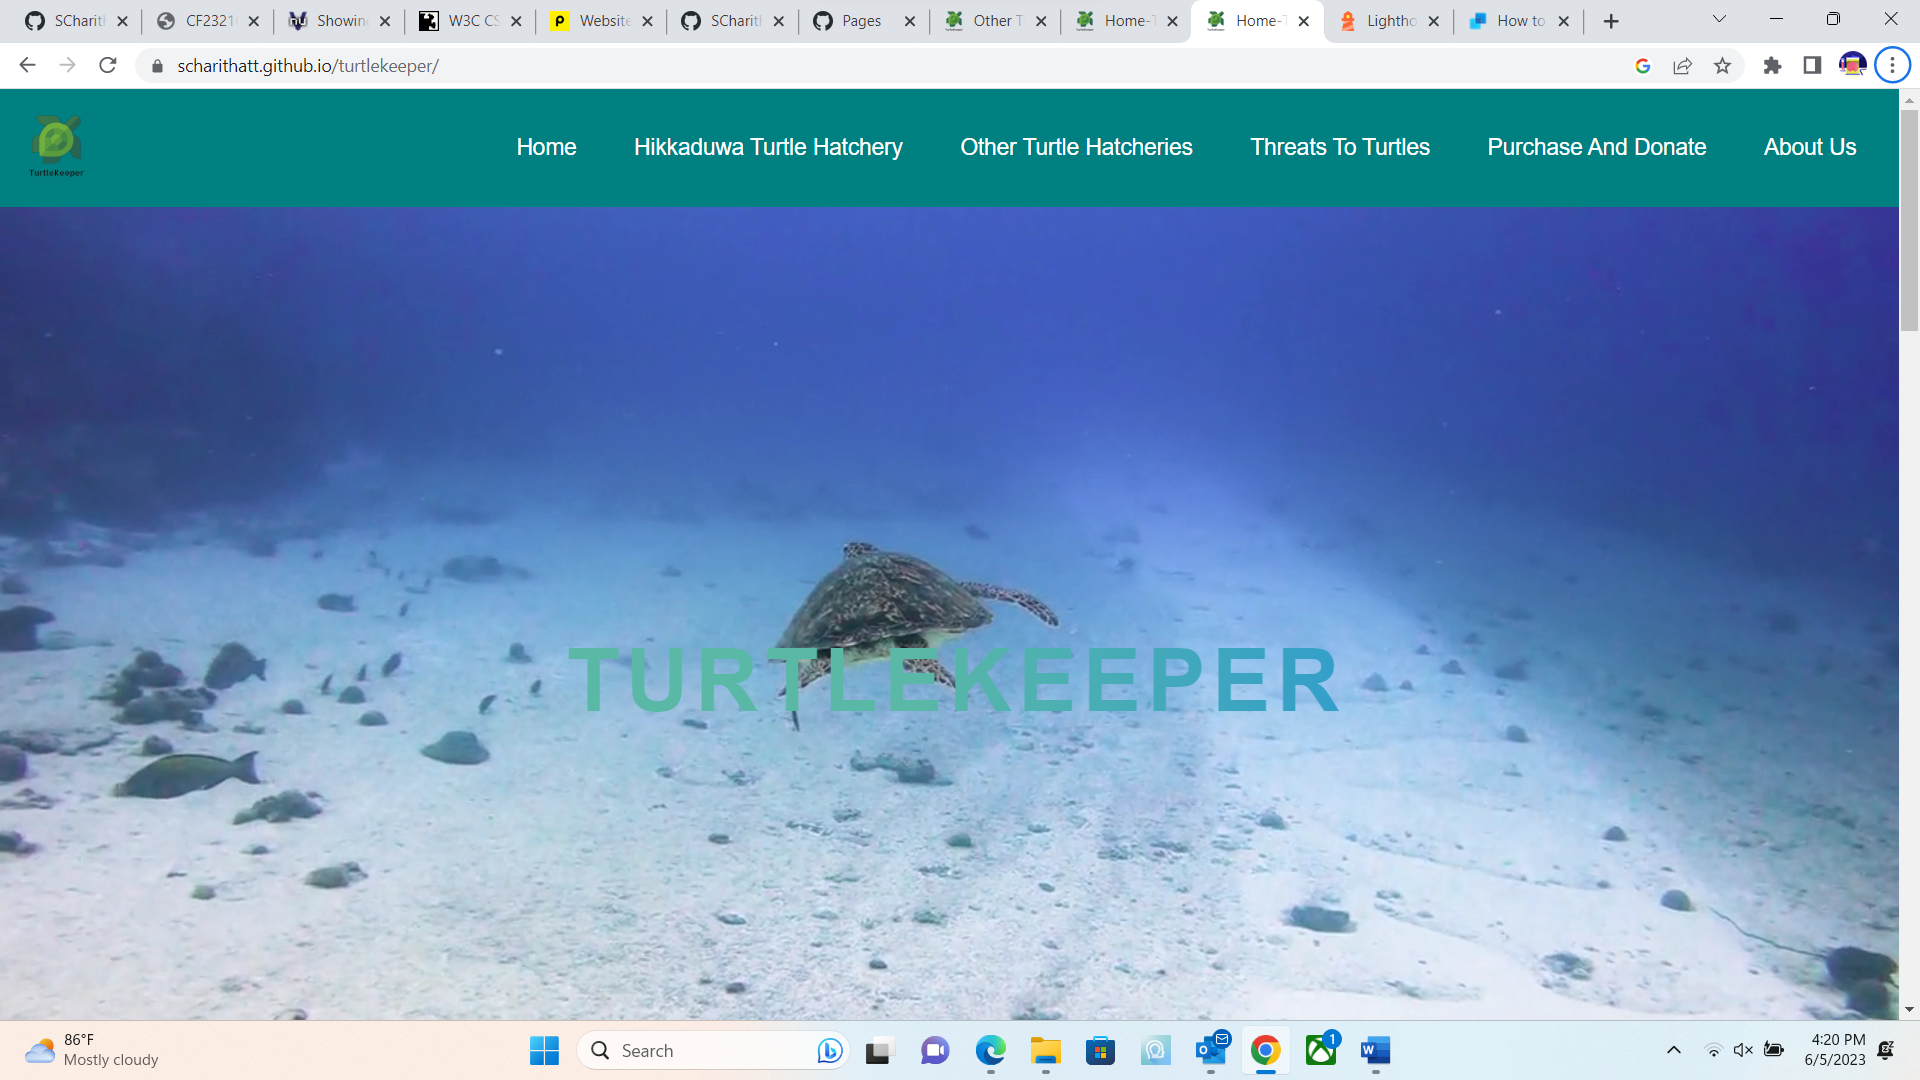 SCharit
CF2321
Showin
W3C CS
Website
SCharit
Pages
Other T
Home-T
Home-T
Lightho
How to
scharithatt.github.io/turtlekeeper/
TurtleKeeper
Home
Hikkaduwa Turtle Hatchery
Other Turtle Hatcheries
Threats To Turtles
Purchase And Donate
About Us
TURTLEKEEPER
86°F
Mostly cloudy
Search
1
4:20 PM
6/5/2023